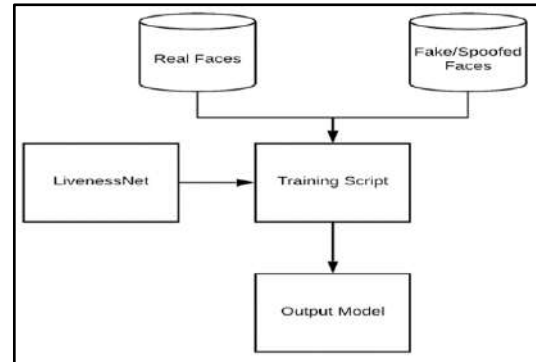 Real Faces
Fake/Spoofed
Faces
LivenessNet
Training Script
Output Model